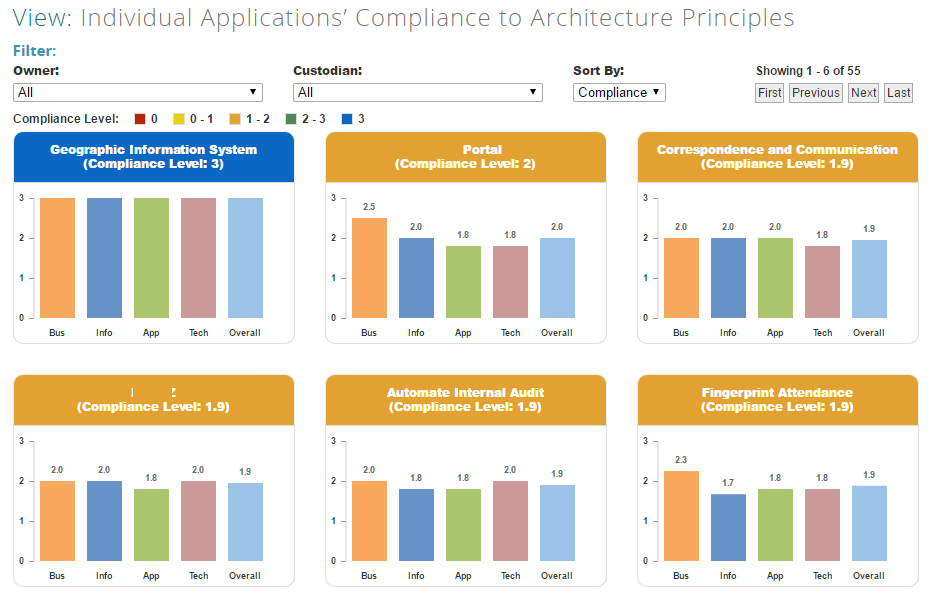 View: Individual Applications’ Compliance to Architecture Principles
Filter:
Owner: Custodian: Sort By: Showing 1 - 6 of 55
All All Compliance First Previous Next Last
Compliance Level: 0 0 - 1 1 - 2 2 - 3 3
Geographic Information System
(Compliance Level: 3)
3
2
1
0
Bus Info App Tech Overall
Portal
(Compliance Level: 2)
3
2.5 2.0 1.8 1.8 2.0
2
1
0
Bus Info App Tech Overall
Correspondence and Communication
(Compliance Level: 1.9)
3
2.0 2.0 2.0 1.8 1.9
2
1
0
Bus Info App Tech Overall
(Compliance Level: 1.9)
3
2.0 2.0 1.8 2.0 1.9
2
1
0
Bus Info App Tech Overall
Automate Internal Audit
(Compliance Level: 1.9)
3
2.0 1.8 1.8 2.0 1.9
2
1
0
Bus Info App Tech Overall
Fingerprint Attendance
(Compliance Level: 1.9)
3
2.3 1.7 1.8 1.8 1.9
2
1
0
Bus Info App Tech Overall